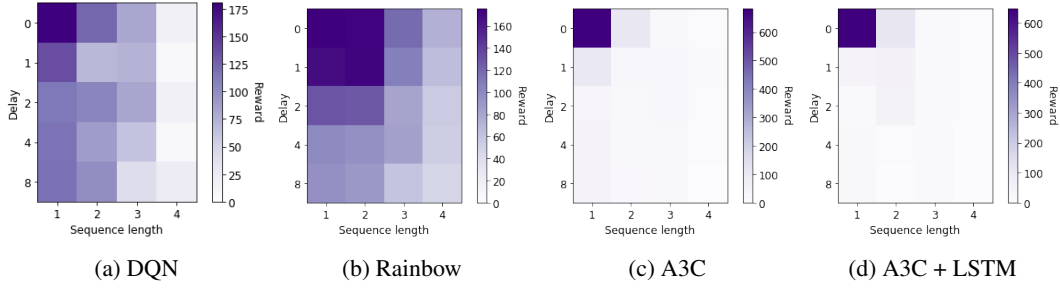 Delay
0
1
2
4
8
1 2 3 4
Sequence length
175
150
125
100
75
50
25
0
Reward
(a) DQN
Delay
0
1
2
4
8
1 2 3 4
Sequence length
160
140
120
100
80
60
40
20
0
Reward
(b) Rainbow
Delay
0
1
2
4
8
1 2 3 4
Sequence length
600
500
400
300
200
100
0
Reward
(c) A3C
Delay
0
1
2
4
8
1 2 3 4
Sequence length
600
500
400
300
200
100
0
Reward
(d) A3C + LSTM